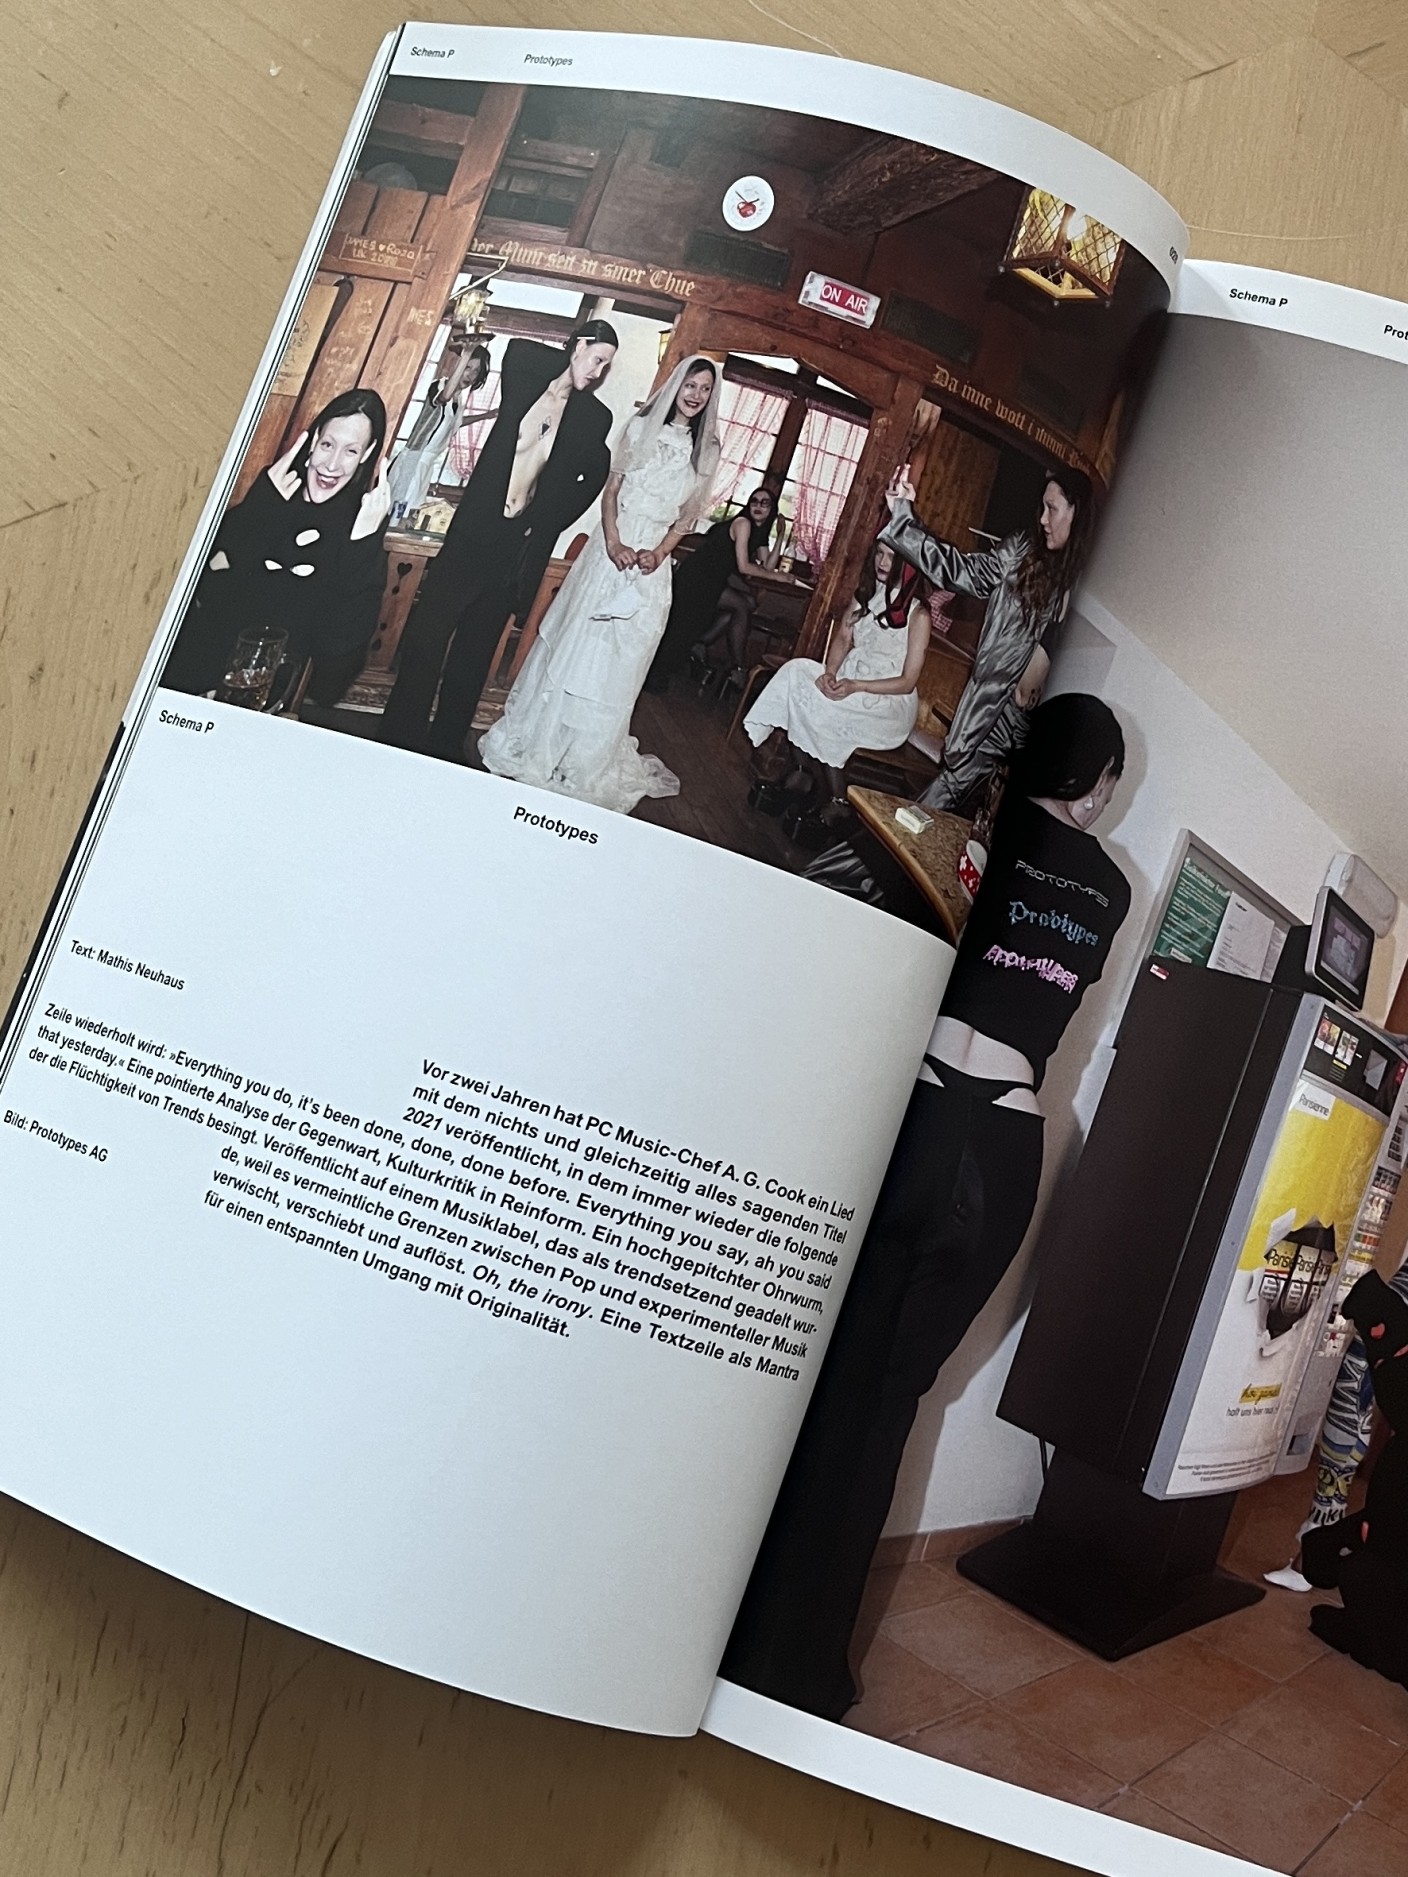 Schema P
Prototypes
der Muni seit zu siner Chue
ON AIR
Da inne wott i
Schema P
Prototypes
Text: Mathis Neuhaus
Vor zwei Jahren hat PC Music-Chef A. G. Cook ein Lied
mit dem nichts und gleichzeitig alles sagenden Titel
2021 veröffentlicht, in dem immer wieder die folgende
Zeile wiederholt wird: »Everything you do, it’s been done, done, done before. Everything you say, ah you said
that yesterday.« Eine pointierte Analyse der Gegenwart, Kulturkritik in Reinform. Ein hochgepitchter Ohrwurm,
der die Flüchtigkeit von Trends besingt. Veröffentlicht auf einem Musiklabel, das als trendsetzend geadelt wur-
de, weil es vermeintliche Grenzen zwischen Pop und experimenteller Musik
verwischt, verschiebt und auflöst. Oh, the irony. Eine Textzeile als Mantra
für einen entspannten Umgang mit Originalität.
Bild: Prototypes AG
Schema P
Prot
PROTOTYPES
Prototypes
PROTOTYPES
Parisienne